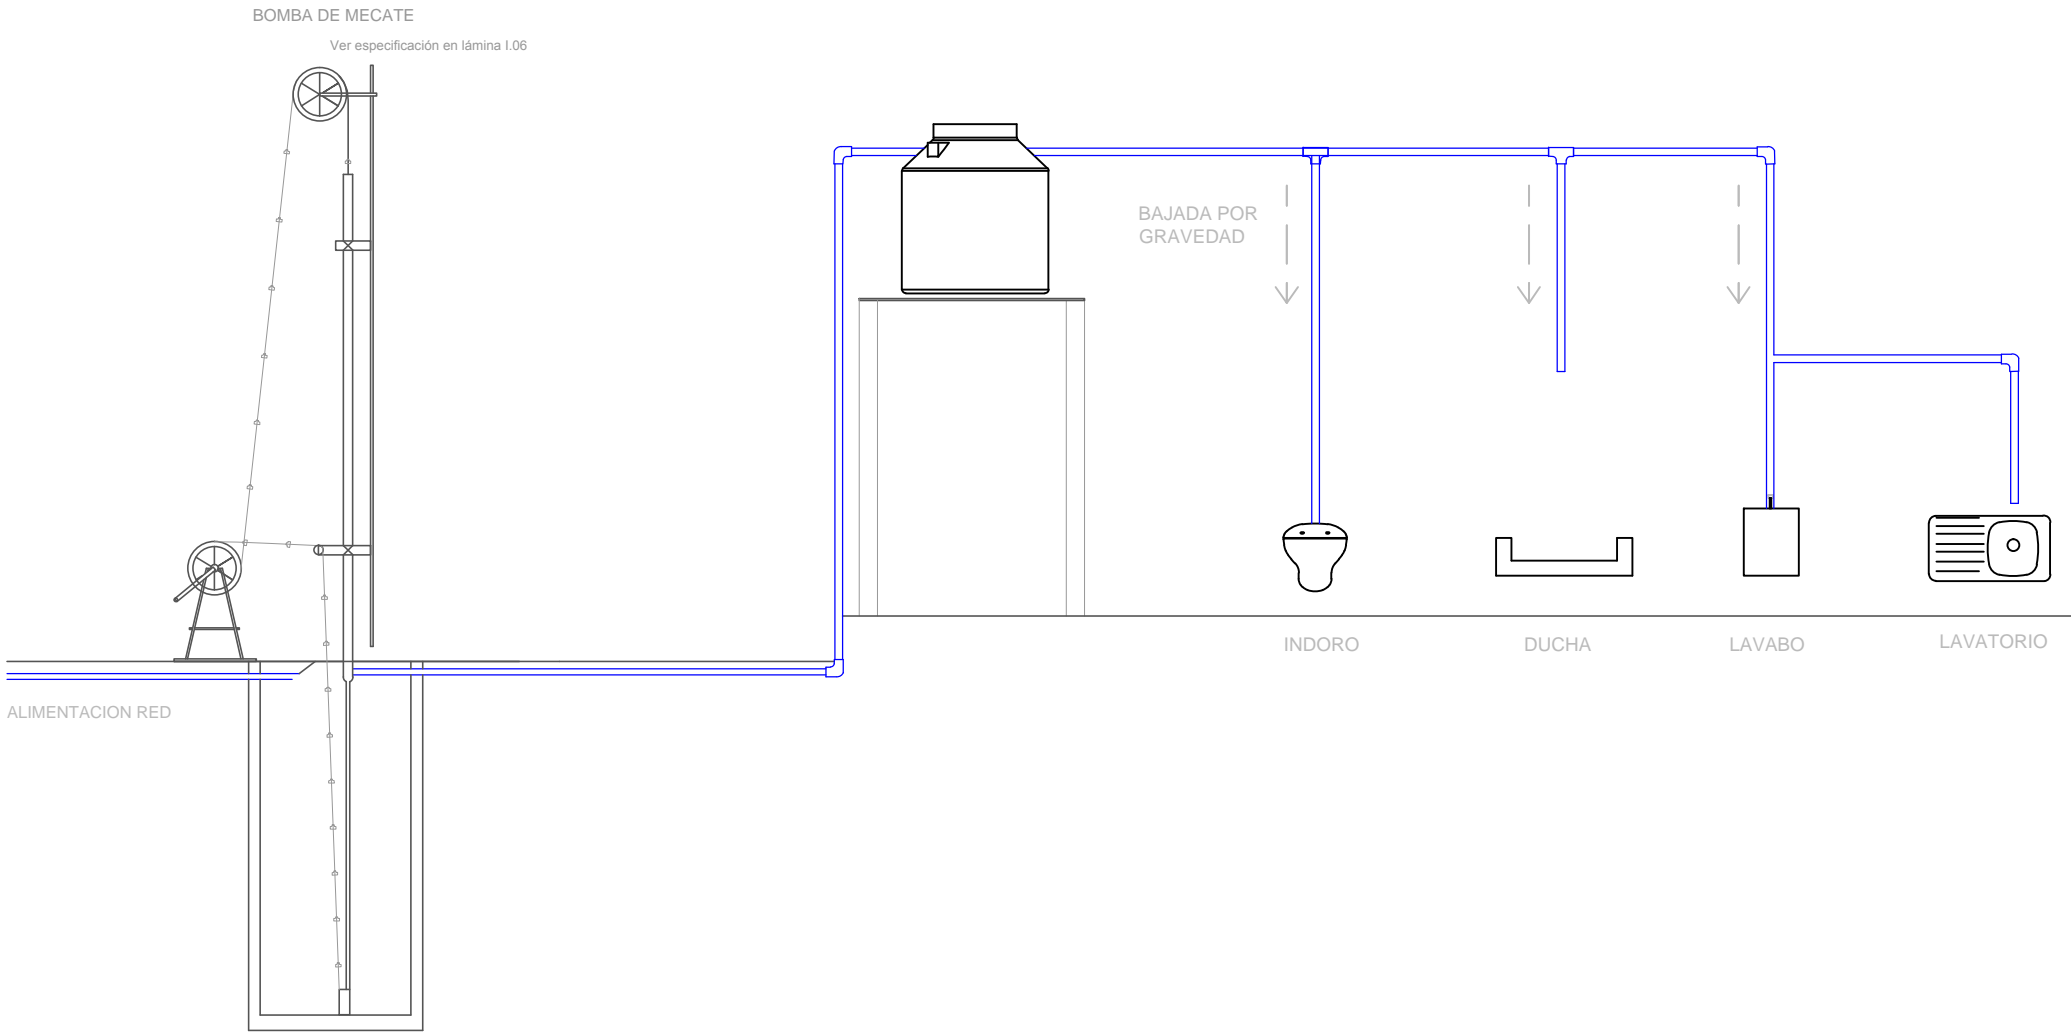 BOMBA DE MECATE
Ver especificación en lámina I.06
BAJADA POR
GRAVEDAD
INDORO
DUCHA
LAVABO
LAVATORIO
ALIMENTACION RED